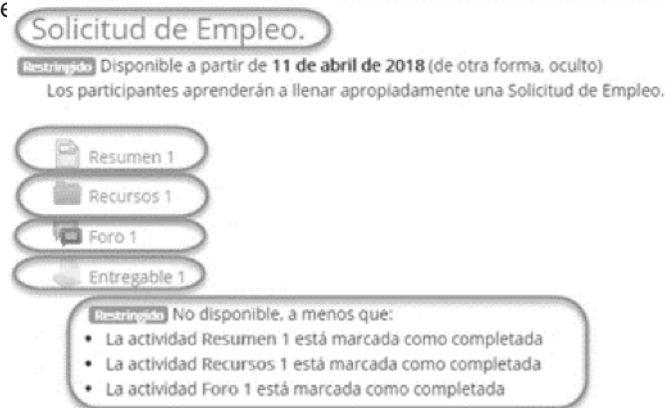 e
Solicitud de Empleo.
Restringido Disponible a partir de 11 de abril de 2018 (de otra forma, oculto)
Los participantes aprenderán a llenar apropiadamente una Solicitud de Empleo.
Resumen 1
Recursos 1
Foro 1
Entregable 1
Restringido No disponible, a menos que:
• La actividad Resumen 1 está marcada como completada
• La actividad Recursos 1 está marcada como completada
• La actividad Foro 1 está marcada como completada